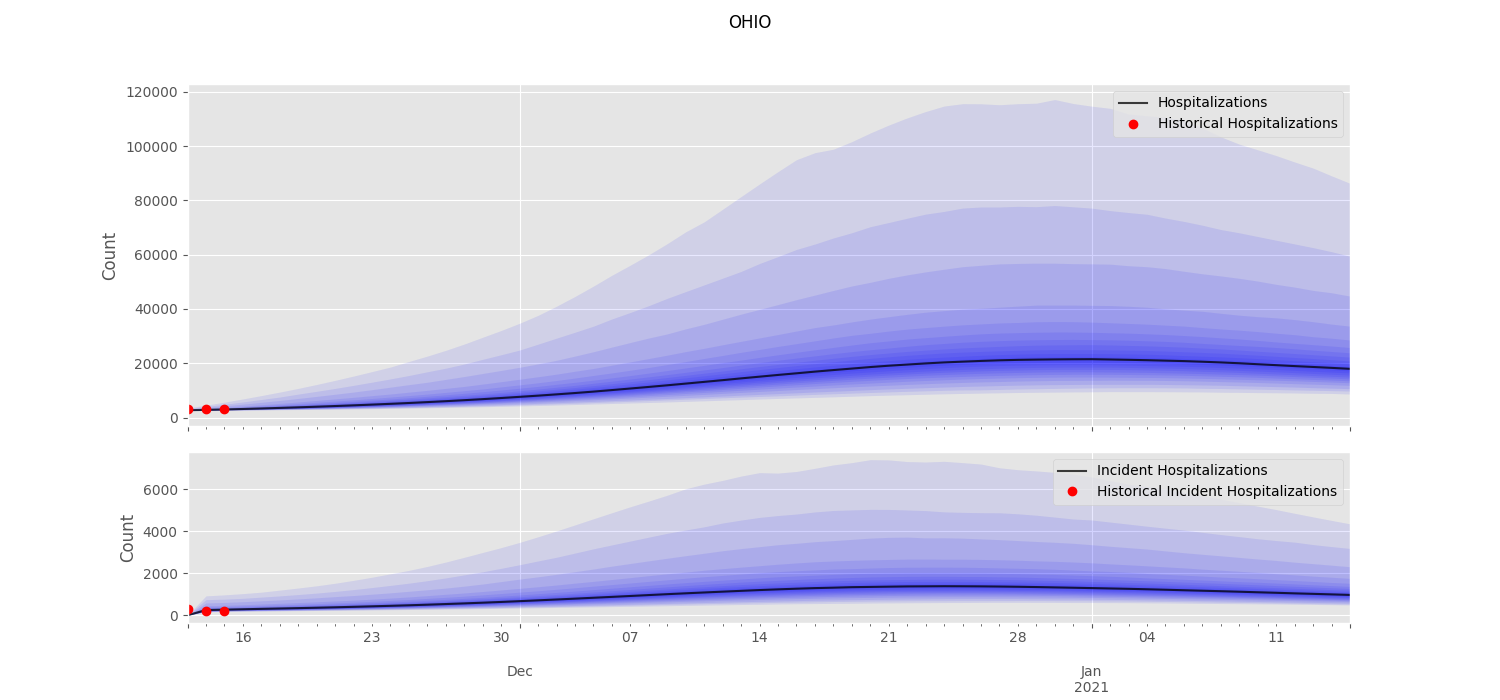 OHIO
120000
100000
80000
60000
40000
20000
0
Count
Hospitalizations
Historical Hospitalizations
6000
4000
2000
0
Count
Incident Hospitalizations
Historical Incident Hospitalizations
16 23 30 07 14 21 28 04 11
Dec Jan
2021